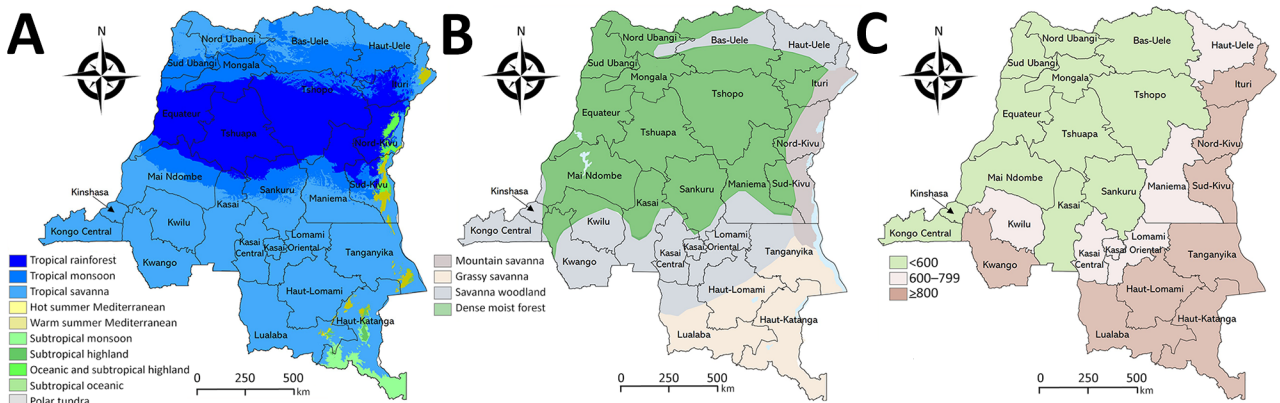 A
N
Nord Ubangi
Bas-Uele
Haut-Uele
Sud Ubangi
Mongala
Ituri
Tshopo
Equateur
Tshuapa
Nord-Kivu
Mai Ndombe
Sankuru
Sud-Kivu
Kinshasa
Kasai
Maniema
Kwilu
Kongo Central
Lomami
Kasai Central
Kasai Oriental
Kwango
Tanganyika
Haut-Lomami
Haut-Katanga
Lualaba
Tropical rainforest
Tropical monsoon
Tropical savanna
Hot summer Mediterranean
Warm summer Mediterranean
Subtropical monsoon
Subtropical highland
Oceanic and subtropical highland
Subtropical oceanic
Polar tundra
0 250 500 km
B
N
Nord Ubangi
Bas-Uele
Haut-Uele
Sud Ubangi
Mongala
Ituri
Tshopo
Equateur
Tshuapa
Nord-Kivu
Mai Ndombe
Sankuru
Maniema
Sud-Kivu
Kinshasa
Kasai
Kwilu
Kongo Central
Lomami
Kasai Central
Kasai Oriental
Kwango
Tanganyika
Haut-Lomami
Haut-Katanga
Lualaba
Mountain savanna
Grassy savanna
Savanna woodland
Dense moist forest
0 250 500 km
C
N
Nord Ubangi
Bas-Uele
Haut-Uele
Sud Ubangi
Mongala
Ituri
Tshopo
Equateur
Tshuapa
Nord-Kivu
Mai Ndombe
Sankuru
Maniema
Sud-Kivu
Kinshasa
Kasai
Kwilu
Kongo Central
Lomami
Kasai Central
Kasai Oriental
Kwango
Tanganyika
Haut-Lomami
Haut-Katanga
Lualaba
<600
600–799
≥800
0 250 500 km